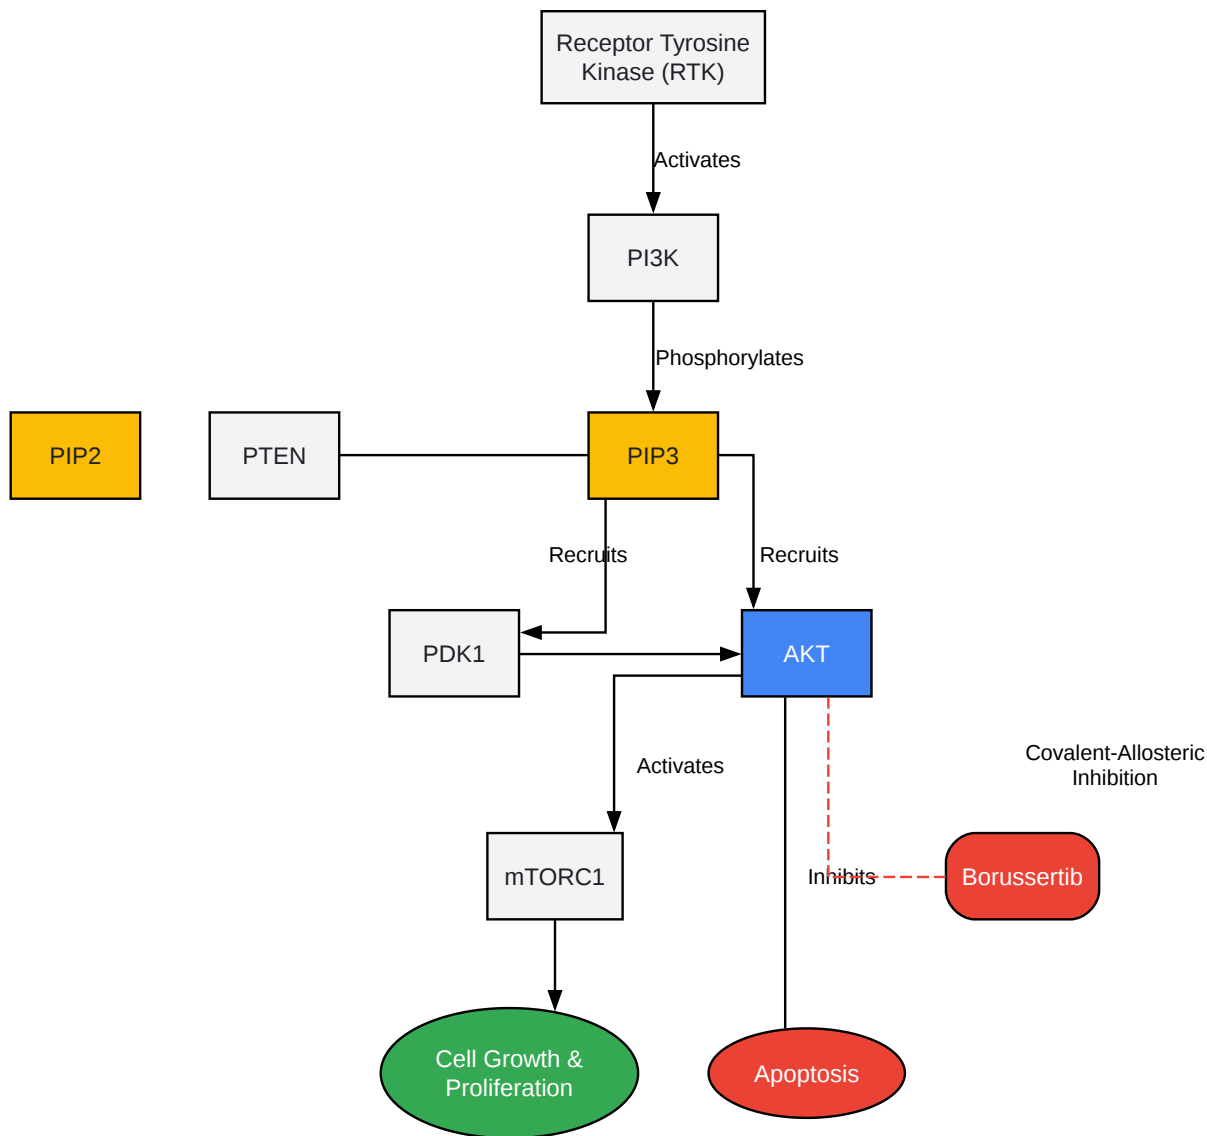 Receptor Tyrosine
Kinase (RTK)
Activates
PI3K
Phosphorylates
PIP2
PTEN
PIP3
Recruits
Recruits
PDK1
AKT
Covalent-Allosteric
Inhibition
Activates
mTORC1
Inhibits
Borussertib
Cell Growth &
Proliferation
Apoptosis